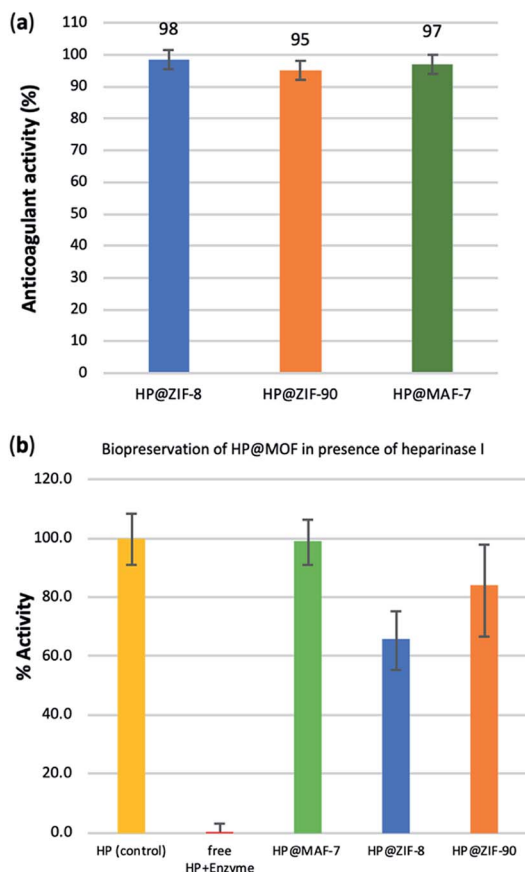 (a)
Anticoagulant activity (%)
110
100
90
80
70
60
50
40
30
20
10
0
98
95
97
HP@ZIF-8
HP@ZIF-90
HP@MAF-7
(b)
Biopreservation of HP@MOF in presence of heparinase I
% Activity
120.0
100.0
80.0
60.0
40.0
20.0
0.0
HP (control)
free
HP+Enzyme
HP@MAF-7
HP@ZIF-8
HP@ZIF-90